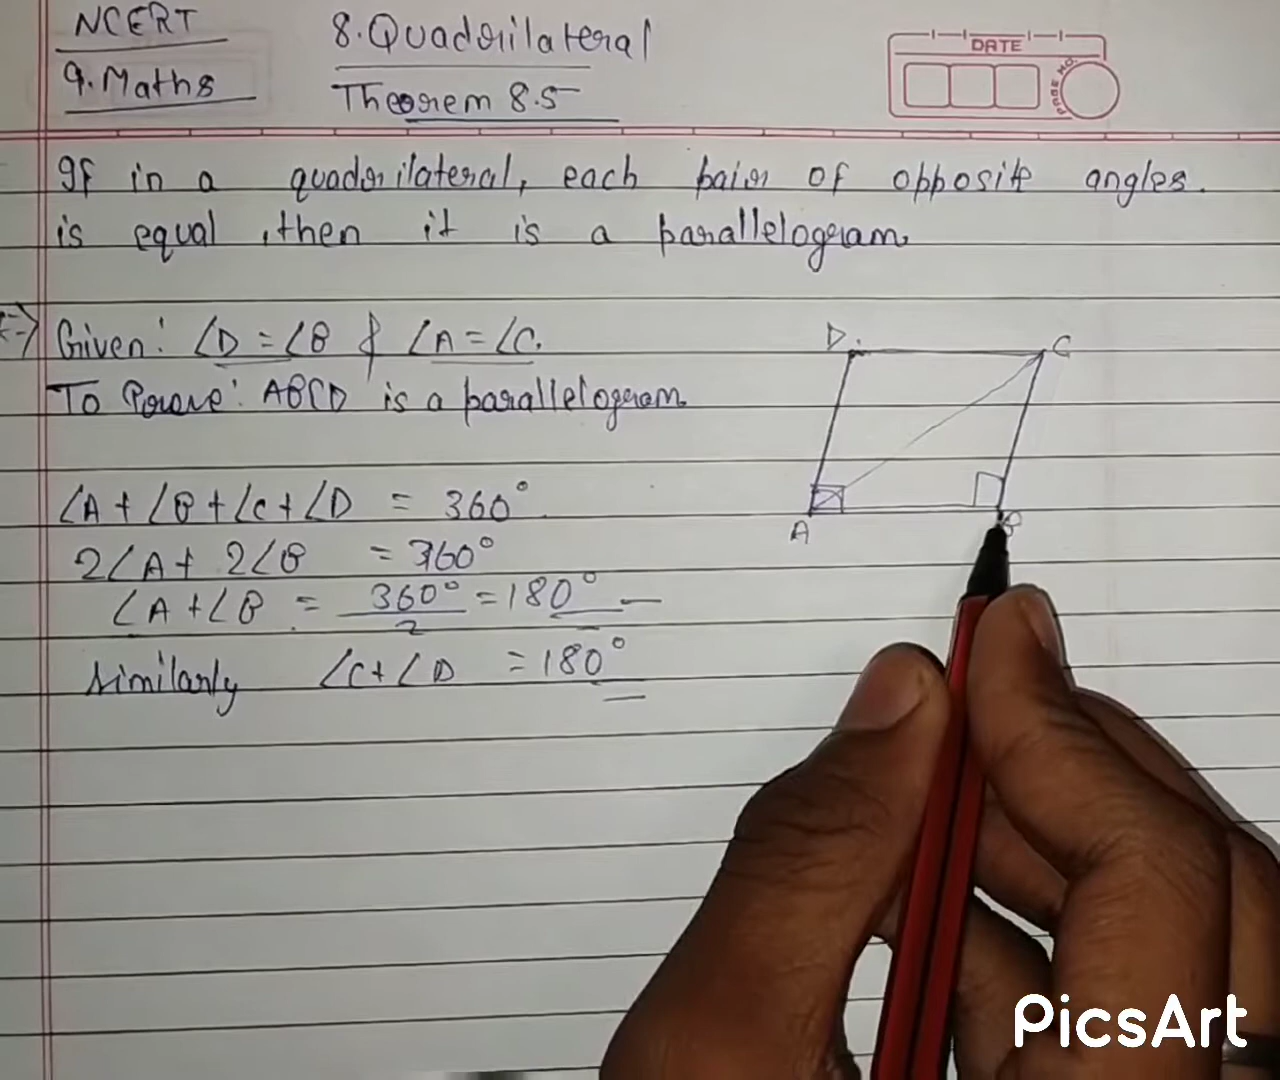 NCERT
8. Quadrilateral
9. Maths
Theorem 8.5
DATE
PAGE NO.
If in a quadrilateral, each pair of opposite angles.
is equal, then it is a parallelogram.
Given: ∠D = ∠B & ∠A = ∠C.
To Prove: ABCD is a parallelogram.
D
C
A
B
∠A + ∠B + ∠C + ∠D = 360°
2∠A + 2∠B = 360°
∠A + ∠B = 360°/2 = 180°
Similarly ∠C + ∠D = 180°
PicsArt